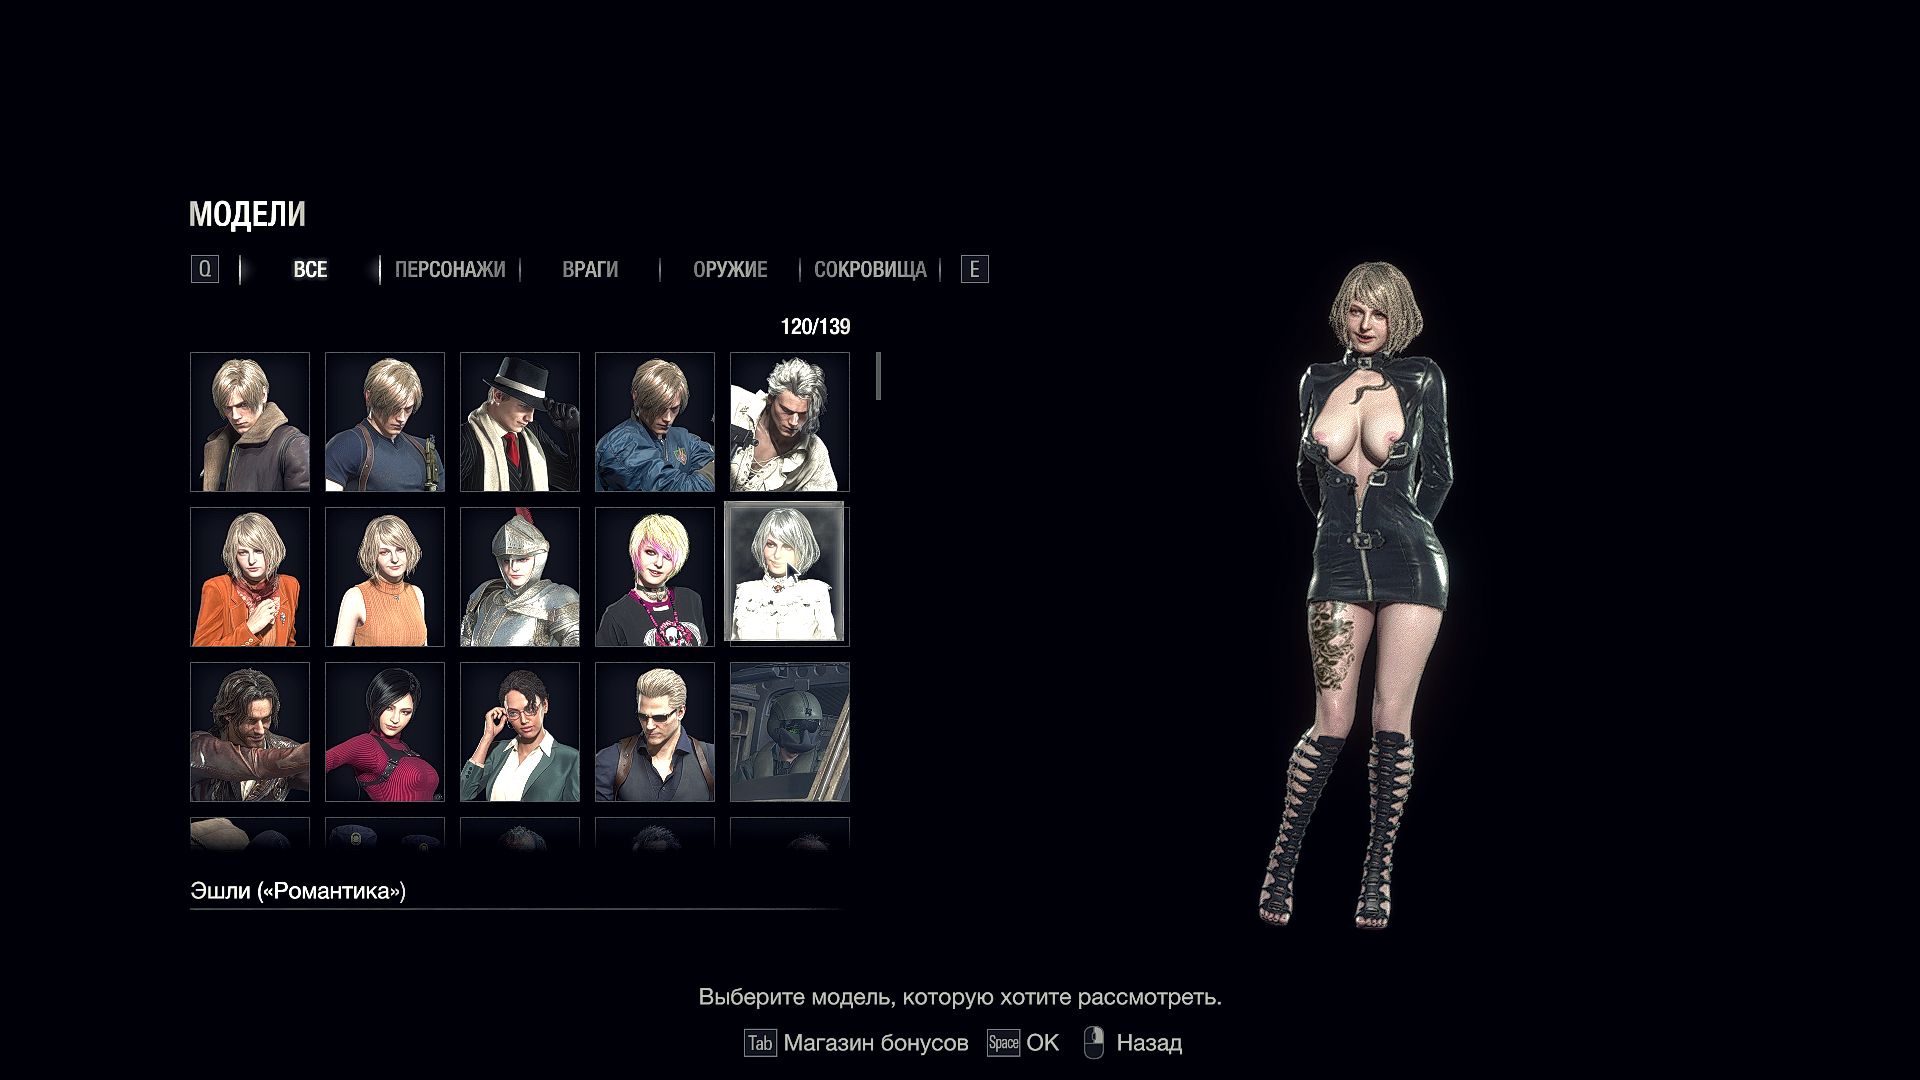 МОДЕЛИ
Q ВСЕ ПЕРСОНАЖИ ВРАГИ ОРУЖИЕ СОКРОВИЩА E
120/139
Эшли («Романтика»)
Выберите модель, которую хотите рассмотреть.
Tab Магазин бонусов Space OK Назад